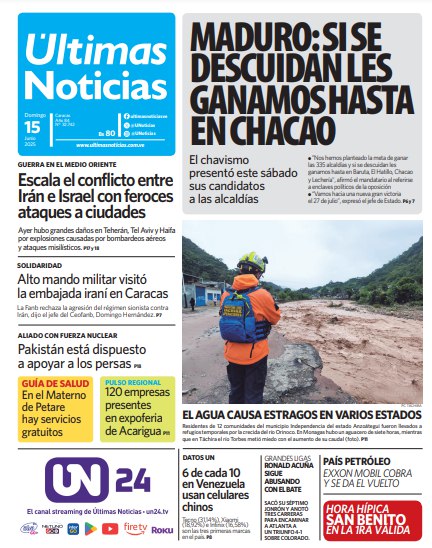 Últimas
Noticias
Domingo
15
Junio
2025
Caracas
Año 84
Bs 80
@UNoticias
www.ultimasnoticias.com.ve
MADURO: SI SE
DESCUIDAN LES
GANAMOS HASTA
EN CHACAO
El chavismo
presentó este sábado
sus candidatos
a las alcaldías
● "Nos hemos planteado la meta de ganar
las 335 alcaldías y si se descuidan les
ganamos hasta en Baruta, El Hatillo, Chacao
y Lechería", afirmó el mandatario al referirse
a enclaves políticos de la oposición
● "Vamos hacia una nueva gran victoria
el 27 de julio", expresó el jefe de Estado. P6 y 7
GUERRA EN EL MEDIO ORIENTE
Escala el conflicto entre
Irán e Israel con feroces
ataques a ciudades
Ayer hubo grandes daños en Teherán, Tel Aviv y Haifa
por explosiones causadas por bombarderos aéreos
y ataques misilísticos. P17 y 18
SOLIDARIDAD
Alto mando militar visitó
la embajada iraní en Caracas
La Fanb rechaza la agresión del régimen sionista contra
Irán, dijo el jefe del Ceofanb, Domingo Hernández. P7
ALIADO CON FUERZA NUCLEAR
Pakistán está dispuesto
a apoyar a los persas P18
GUÍA DE SALUD
En el Materno
de Petare
hay servicios
gratuitos
PULSO REGIONAL
120 empresas
presentes
en expoferia
de Acarigua P11
EL AGUA CAUSA ESTRAGOS EN VARIOS ESTADOS
Residentes de 12 comunidades del municipio Independencia del estado Anzoátegui fueron llevados a
refugios temporales por la crecida del río Orinoco. En Monagas hubo un aguacero de siete horas, mientras
que en Táchira el río Torbes metió miedo con el aumento de su caudal (foto). P11
UN 24
El canal streaming de Últimas Noticias - un24.tv
NETUNO
fire tv
Roku
DATOS UN
6 de cada 10
en Venezuela
usan celulares
chinos
Tecno (31,14%), Xiaomi
(18,92%) e Infinix (16,58%)
son las tres primeras marcas
en el país. P8
GRANDES LIGAS
RONALD ACUÑA
SIGUE
ABUSANDO
CON EL BATE
SACÓ SU SÉPTIMO
JONRÓN Y ANOTÓ
TRES CARRERAS
PARA ENCAMINAR
A ATLANTA A
UN TRIUNFO 4-1
SOBRE COLORADO.
PAÍS PETRÓLEO
EXXON MOBIL COBRA
Y SE DA EL VUELTO
HORA HÍPICA
SAN BENITO
EN LA 1RA VÁLIDA